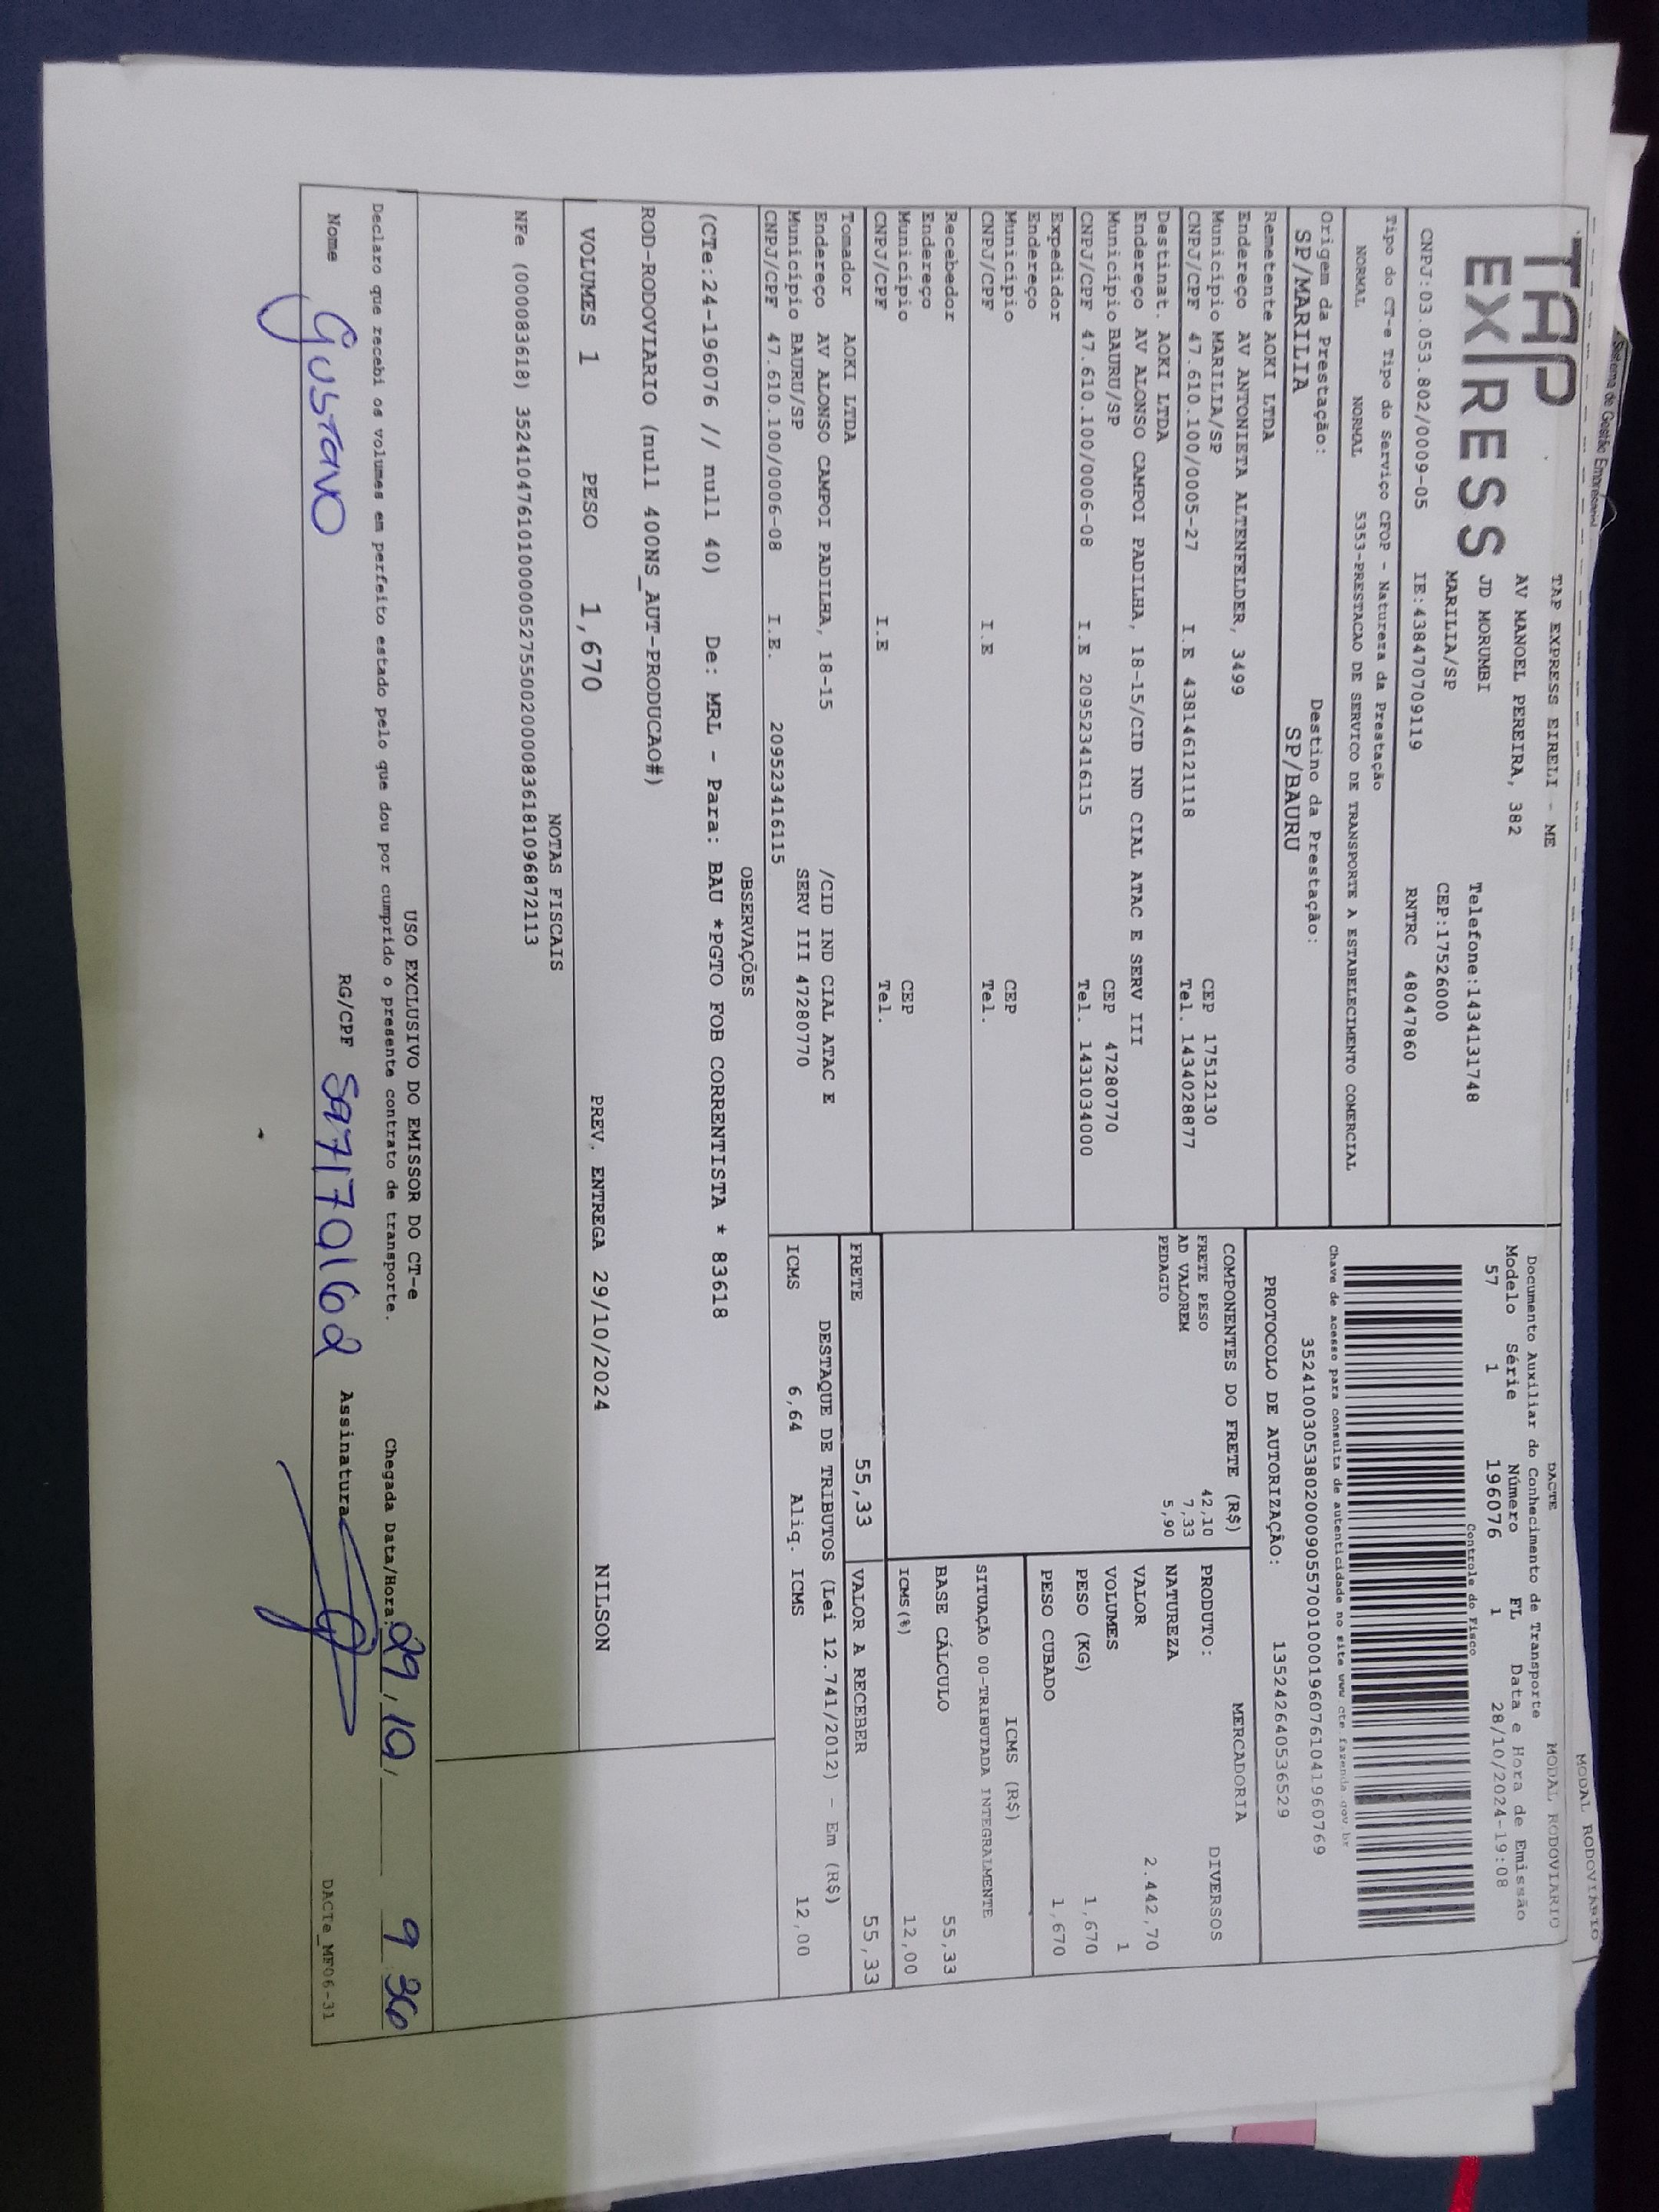 Sistema de Gestão Empresarial
MODAL RODOVIÁRIO
TAP
EXPRESS
TAP EXPRESS EIRELI - ME
AV MANOEL PEREIRA, 382
JD MORUMBI Telefone:1434131748
MARILIA/SP CEP:17526000
CNPJ:03.053.802/0009-05 IE:438470709119 RNTRC 48047860
DACTE MODAL RODOVIARIO
Documento Auxiliar do Conhecimento de Transporte
Modelo Série Número FL Data e Hora de Emissão
57 1 196076 1 28/10/2024-19:08
Controle do Fisco
Tipo do CT-e Tipo do Serviço CFOP - Natureza da Prestação
NORMAL NORMAL 5353-PRESTACAO DE SERVICO DE TRANSPORTE A ESTABELECIMENTO COMERCIAL
Chave de acesso para consulta de autenticidade no site www.cte.fazenda.gov.br
35241003053802000905570010001960761041960769
Origem da Prestação: Destino da Prestação:
SP/MARILIA SP/BAURU
PROTOCOLO DE AUTORIZAÇÃO: 135242640536529
Remetente AOKI LTDA
Endereço AV ANTONIETA ALTENFELDER, 3499
Município MARILIA/SP CEP 17512130
CNPJ/CPF 47.610.100/0005-27 I.E 438146121118 Tel. 1434028877
Destinat. AOKI LTDA
Endereço AV ALONSO CAMPOI PADILHA, 18-15/CID IND CIAL ATAC E SERV III
Município BAURU/SP CEP 47280770
CNPJ/CPF 47.610.100/0006-08 I.E 209523416115 Tel. 1431034000
Expedidor
Endereço
Município CEP
CNPJ/CPF I.E Tel.
Recebedor
Endereço
Município CEP
CNPJ/CPF I.E Tel.
Tomador AOKI LTDA
Endereço AV ALONSO CAMPOI PADILHA, 18-15 /CID IND CIAL ATAC E
Município BAURU/SP SERV III 47280770
CNPJ/CPF 47.610.100/0006-08 I.E. 209523416115
COMPONENTES DO FRETE (R$)
FRETE PESO 42,10
AD VALOREM 7,33
PEDAGIO 5,90
MERCADORIA
PRODUTO: DIVERSOS
NATUREZA
VALOR 2.442,70
VOLUMES 1
PESO (KG) 1,670
PESO CUBADO 1,670
ICMS (R$)
SITUAÇÃO 00-TRIBUTADA INTEGRALMENTE
BASE CÁLCULO 55,33
ICMS(%) 12,00
FRETE 55,33 VALOR A RECEBER 55,33
DESTAQUE DE TRIBUTOS (Lei 12.741/2012) - Em (R$)
ICMS 6,64 Aliq. ICMS 12,00
OBSERVAÇÕES
(CTe:24-196076 // null 40) De: MRL - Para: BAU *PGTO FOB CORRENTISTA * 83618
ROD-RODOVIARIO (null 400NS_AUT-PRODUCAO#)
VOLUMES 1 PESO 1,670 PREV. ENTREGA 29/10/2024 NILSON
NOTAS FISCAIS
NFe (000083618) 35241047610100000527550020000836181096872113
USO EXCLUSIVO DO EMISSOR DO CT-e
Declaro que recebi os volumes em perfeito estado pelo que dou por cumprido o presente contrato de transporte. Chegada Data/Hora: 29/10/ 9 30
Nome Gustavo RG/CPF Assinatura
DACTe_MF06-31